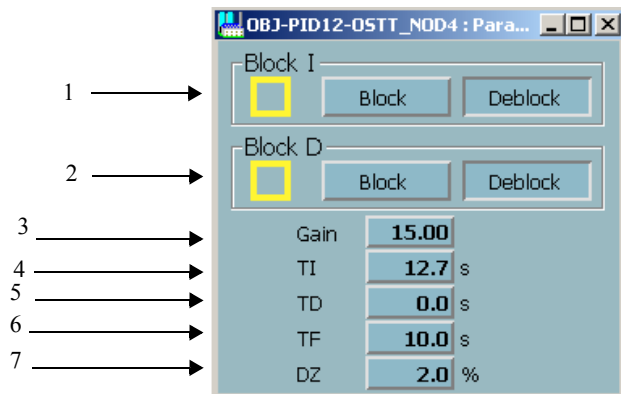 OBJ-PID12-OSTT_NOD4 : Para...
Block I
1 Block Deblock
Block D
2 Block Deblock
3 Gain 15.00
4 TI 12.7 s
5 TD 0.0 s
6 TF 10.0 s
7 DZ 2.0 %